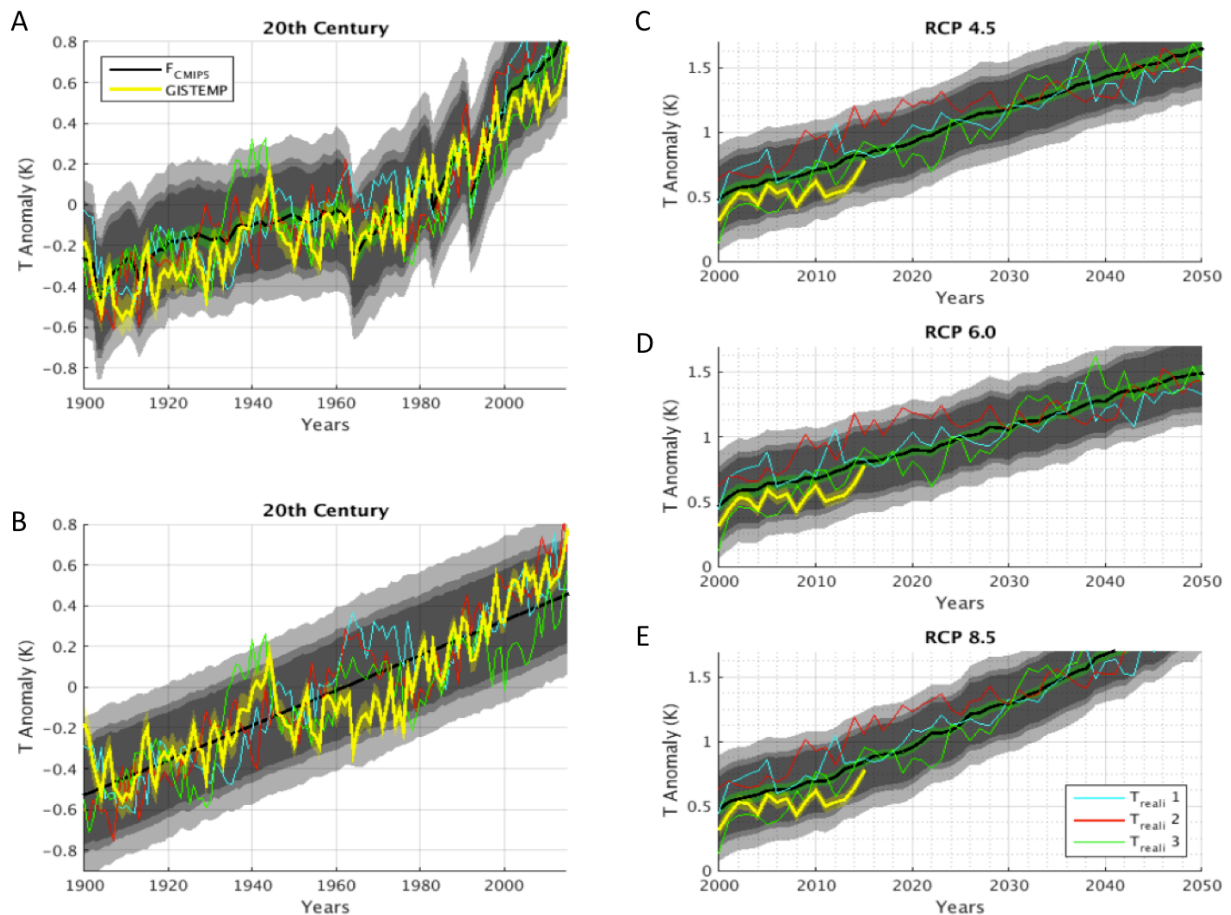 A
20th Century
0.8
0.6
0.4
0.2
0
−0.2
−0.4
−0.6
−0.8
T Anomaly (K)
F_CMIP5
GISTEMP
1900 1920 1940 1960 1980 2000
Years
B
20th Century
0.8
0.6
0.4
0.2
0
−0.2
−0.4
−0.6
−0.8
T Anomaly (K)
1900 1920 1940 1960 1980 2000
Years
C
RCP 4.5
1.5
1
0.5
0
T Anomaly (K)
2000 2010 2020 2030 2040 2050
Years
D
RCP 6.0
1.5
1
0.5
0
T Anomaly (K)
2000 2010 2020 2030 2040 2050
Years
E
RCP 8.5
1.5
1
0.5
0
T Anomaly (K)
T_reali 1
T_reali 2
T_reali 3
2000 2010 2020 2030 2040 2050
Years